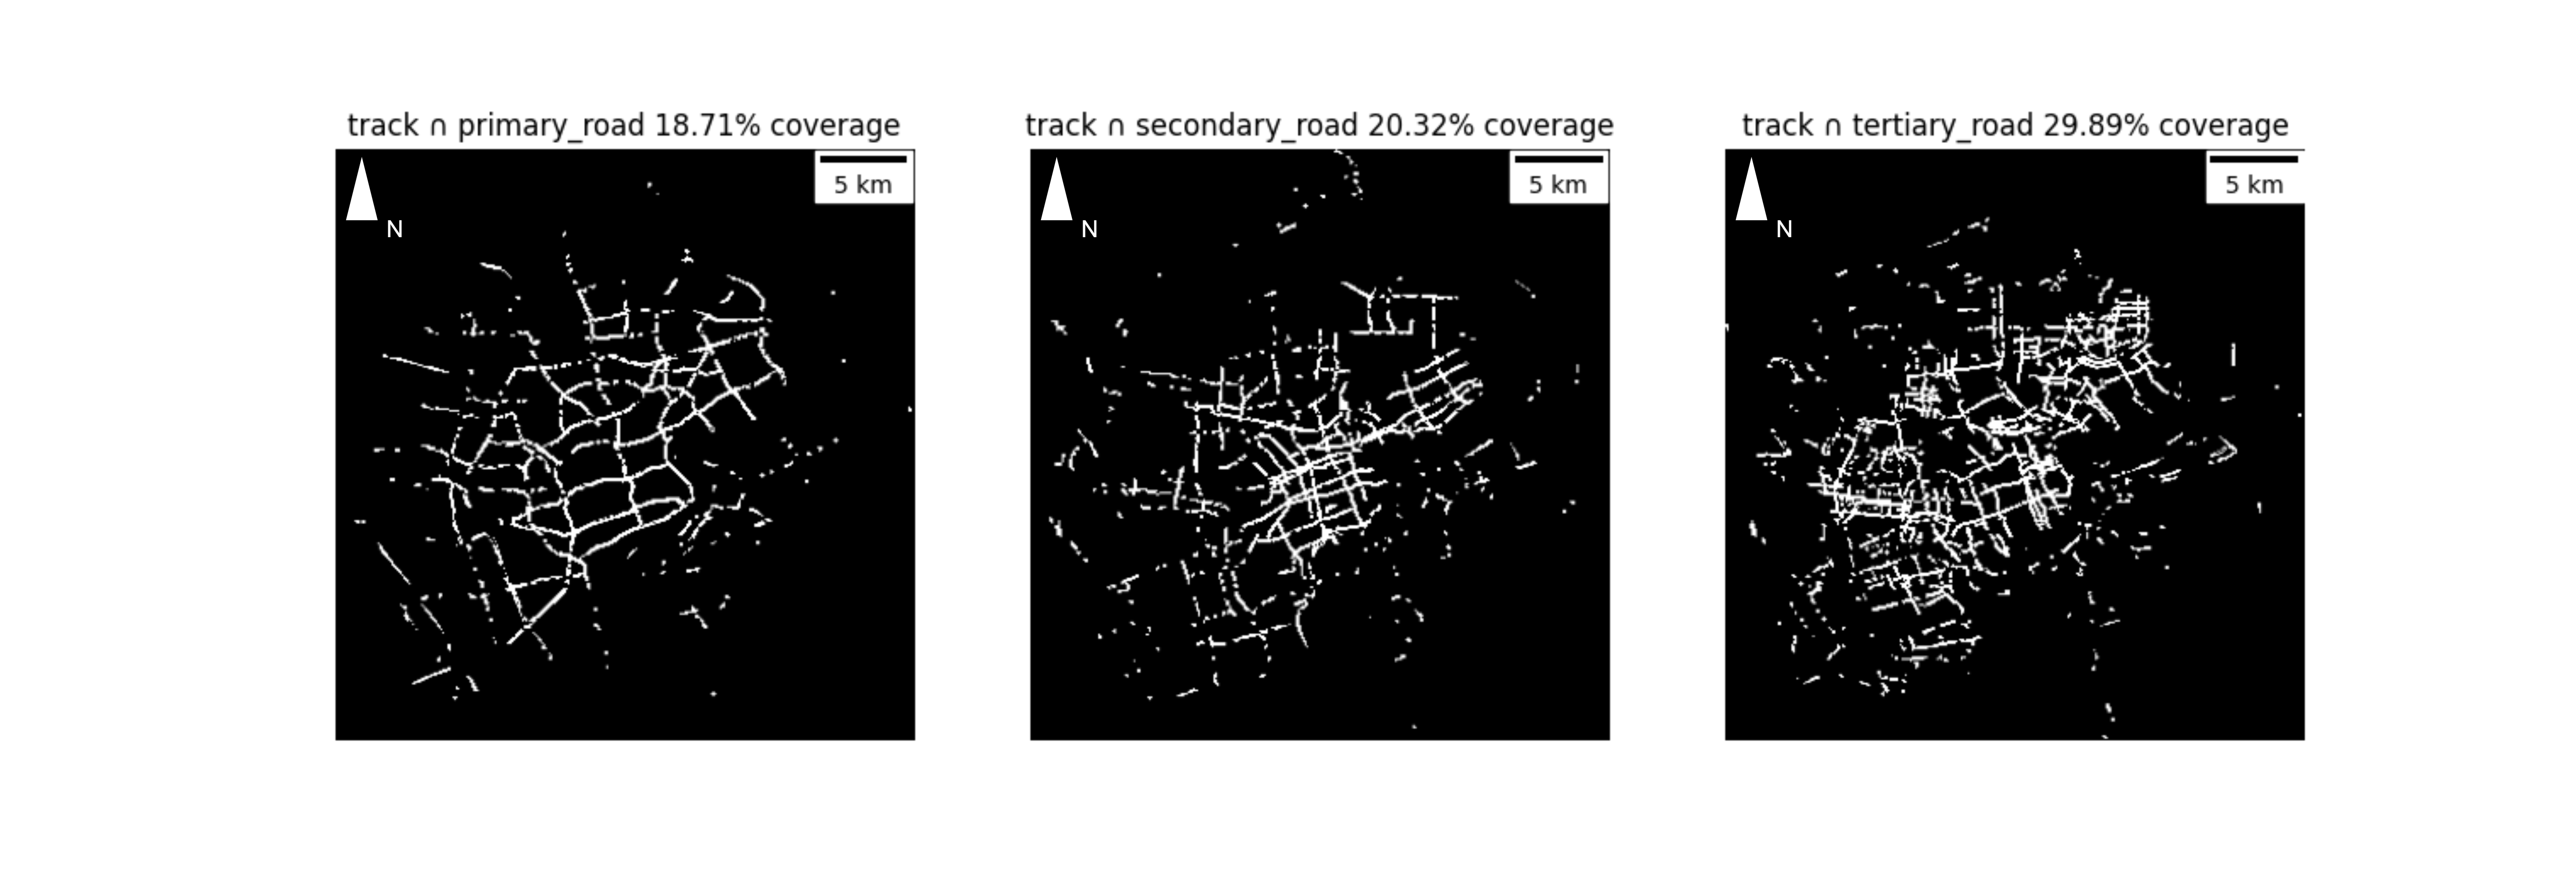 track ∩ primary_road 18.71% coverage
5 km
N
track ∩ secondary_road 20.32% coverage
5 km
N
track ∩ tertiary_road 29.89% coverage
5 km
N